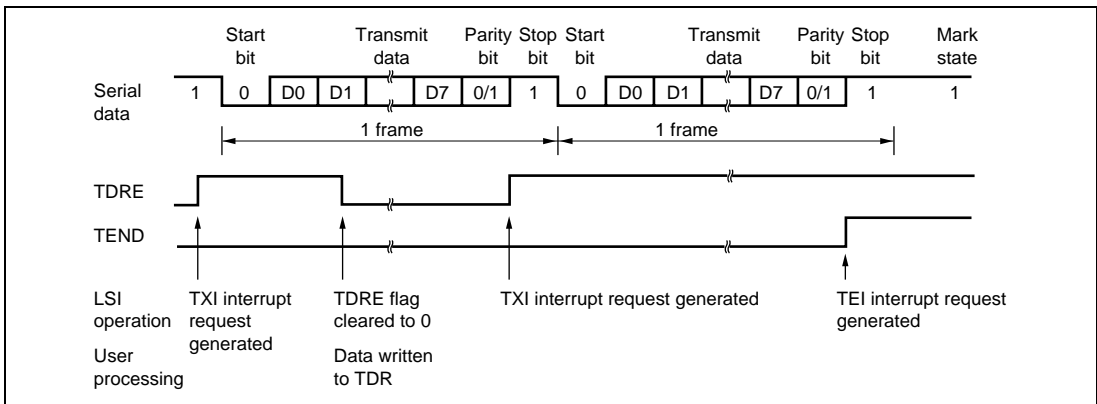 Start bit Transmit data Parity bit Stop bit Start bit Transmit data Parity bit Stop bit Mark state
Serial data 1 0 D0 D1 D7 0/1 1 0 D0 D1 D7 0/1 1 1
1 frame 1 frame
TDRE
TEND
LSI operation
TXI interrupt request generated
TDRE flag cleared to 0
TXI interrupt request generated
TEI interrupt request generated
User processing
Data written to TDR